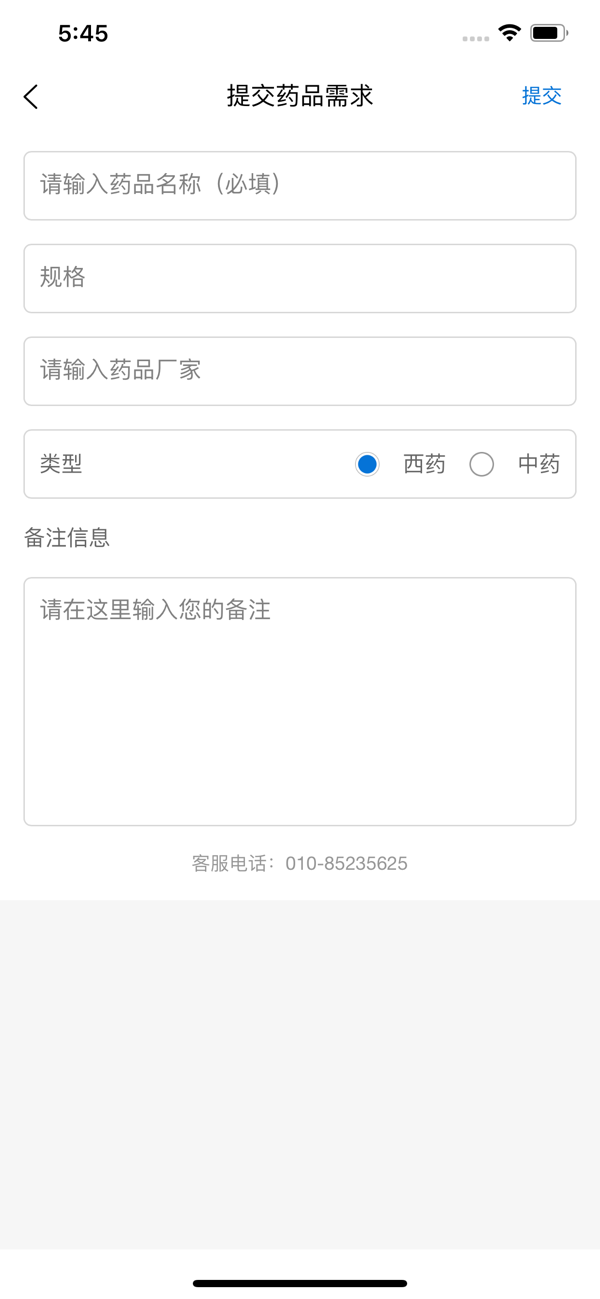 5:45
提交药品需求
提交
请输入药品名称（必填）
规格
请输入药品厂家
类型 西药 中药
备注信息
请在这里输入您的备注
客服电话：010-85235625